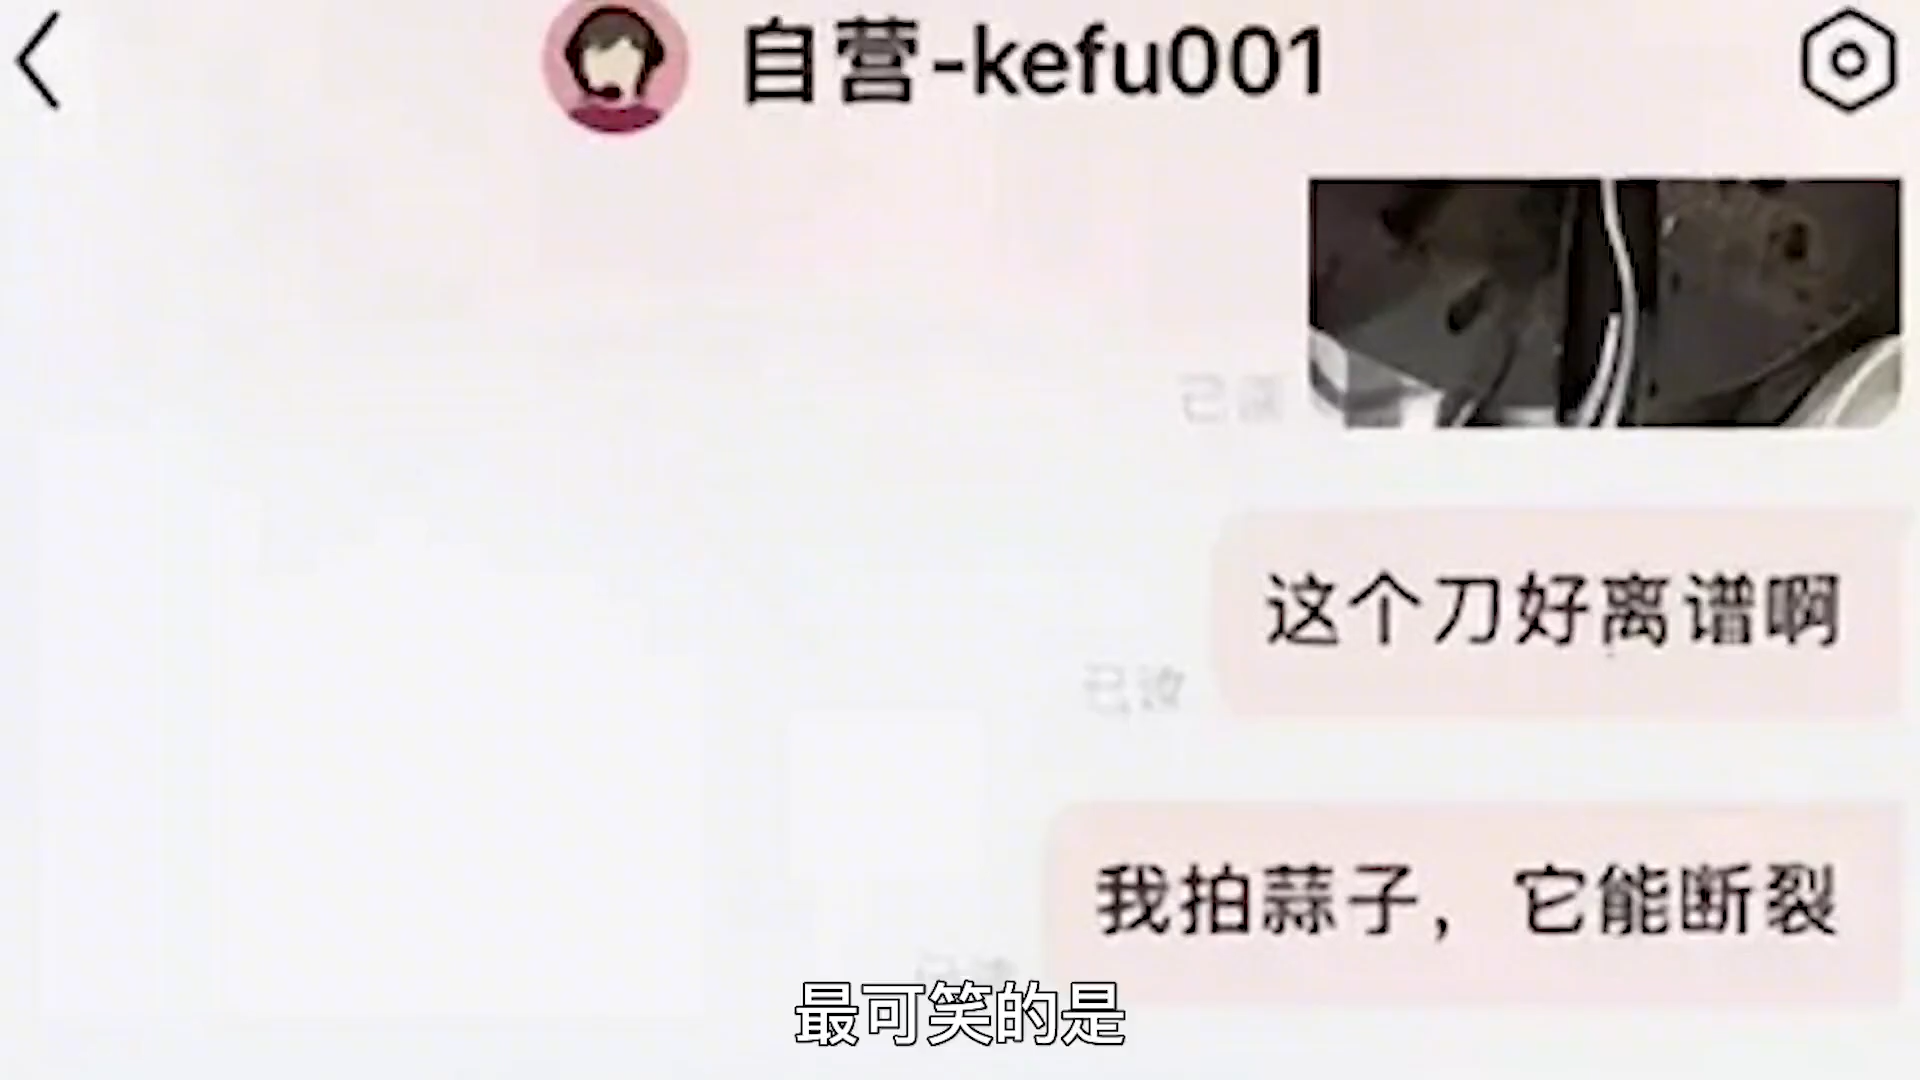 自营-kefu001
这个刀好离谱啊
我拍蒜子，它能断裂
最可笑的是